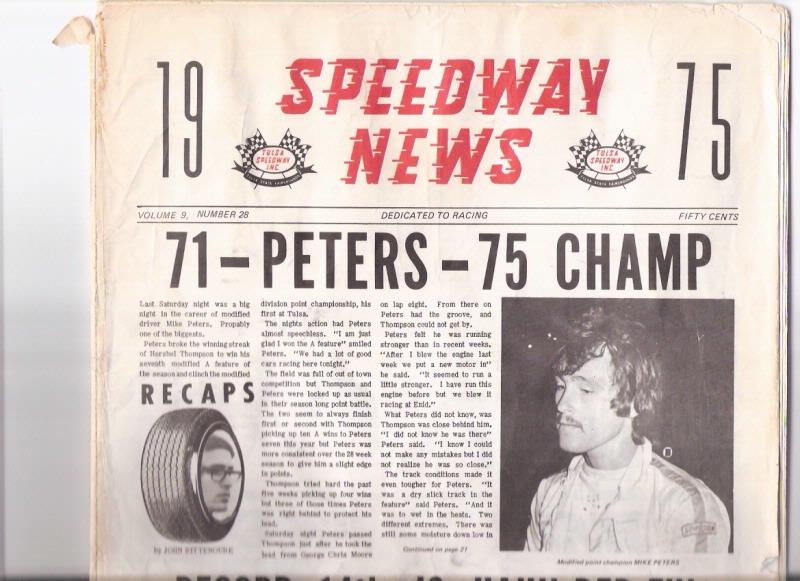 19
SPEEDWAY
NEWS
75
TULSA
SPEEDWAY
INC
TULSA STATE FAIRGROUNDS
TULSA
SPEEDWAY
INC
TULSA STATE FAIRGROUNDS
VOLUME 9, NUMBER 28
DEDICATED TO RACING
FIFTY CENTS
71 – PETERS – 75 CHAMP
Last Saturday night was a big
night in the career of modified
driver Mike Peters. Propably
one of the biggests.
Peters broke the winning streak
of Hershel Thompson to win his
seventh modified A feature of
the season and clinch the modified
RECAPS
by JOHN RITTENOURE
division point championship, his
first at Tulsa.
The nights action had Peters
almost speechless. "I am just
glad I won the A feature" smiled
Peters. "We had a lot of good
cars racing here tonight."
The field was full of out of town
competition but Thompson and
Peters were locked up as usual
in their season long point battle.
The two seem to always finish
first or second with Thompson
picking up ten A wins to Peters
seven this year but Peters was
more consistent over the 28 week
season to give him a slight edge
in points.
Thompson tried hard the past
five weeks picking up four wins
but three of those times Peters
was right behind to protect his
lead.
Saturday night Peters passed
Thompson just after he took the
lead from George Chris Moore
on lap eight. From there on
Peters had the groove, and
Thompson could not get by.
Peters felt he was running
stronger than in recent weeks.
"After I blew the engine last
week we put a new motor in"
he said. "It seemed to run a
little stronger. I have run this
engine before but we blew it
racing at Enid."
What Peters did not know, was
Thompson was close behind him.
"I did not know he was there"
Peters said. "I know I could
not make any mistakes but I did
not realize he was so close."
The track conditions made it
even tougher for Peters. "It
was a dry slick track in the
feature" said Peters. "And it
was to wet in the heats. Two
different extremes. There was
still some moisture down low in
Continued on page 21
Modified point champion MIKE PETERS